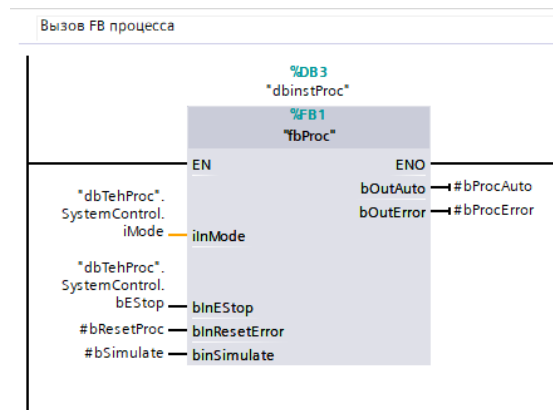 Вызов FB процесса
%DB3
"dbinstProc"
%FB1
"fbProc"
EN
ENO
bOutAuto
#bProcAuto
bOutError
#bProcError
"dbTehProc".
SystemControl.
iMode
iInMode
"dbTehProc".
SystemControl.
bEStop
bInEStop
#bResetProc
bInResetError
#bSimulate
binSimulate